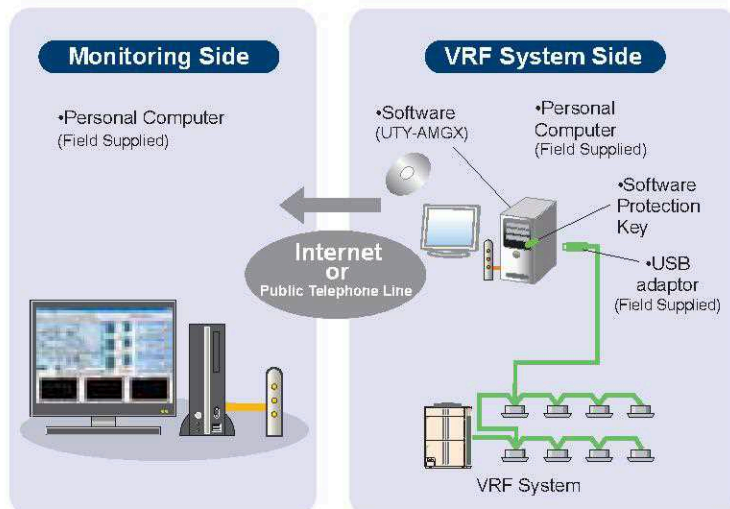 Monitoring Side
•Personal Computer
(Field Supplied)
Internet
or
Public Telephone Line
VRF System Side
•Software
(UTY-AMGX)
•Personal
Computer
(Field Supplied)
•Software
Protection
Key
•USB
adaptor
(Field Supplied)
VRF System